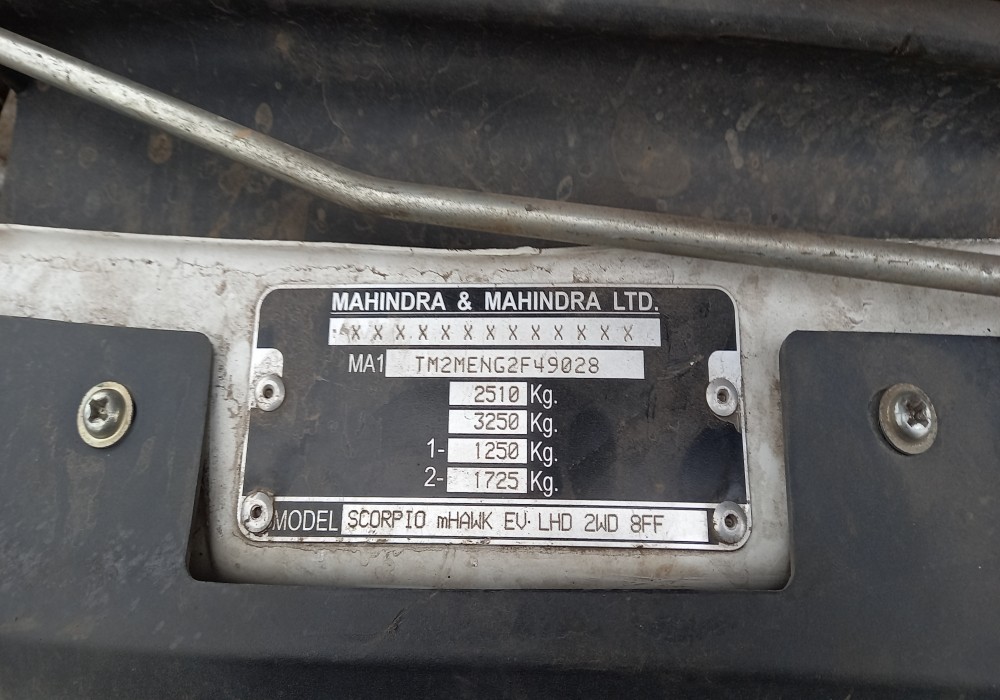 MAHINDRA & MAHINDRA LTD.
XXXXXXXXXXXXXX
MA1 TM2MENG2F49028
2510 Kg.
3250 Kg.
1- 1250 Kg.
2- 1725 Kg.
MODEL SCORPIO mHAWK EV· LHD 2WD 8FF